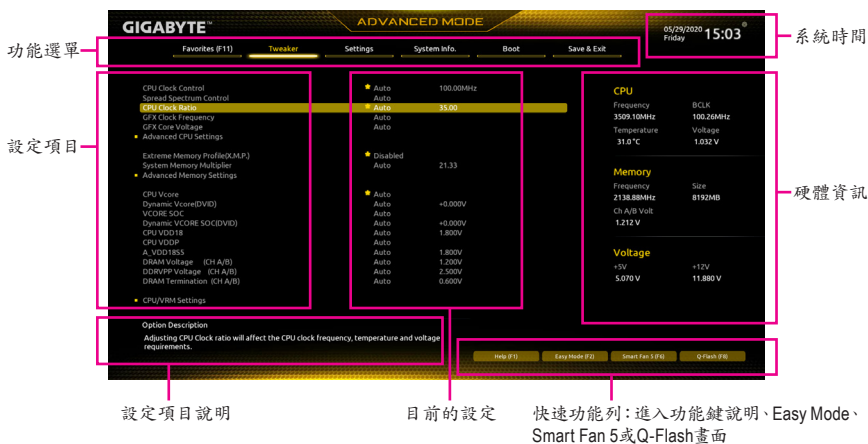 GIGABYTE™
ADVANCED MODE
05/29/2020
Friday
15:03
系統時間
功能選單
Favorites (F11) Tweaker Settings System Info. Boot Save & Exit
設定項目
CPU Clock Control Auto 100.00MHz
Spread Spectrum Control Auto
CPU Clock Ratio Auto 35.00
GFX Clock Frequency Auto
GFX Core Voltage Auto
Advanced CPU Settings
Extreme Memory Profile(X.M.P.) Disabled
System Memory Multiplier Auto 21.33
Advanced Memory Settings
CPU Vcore Auto
Dynamic Vcore(DVID) Auto +0.000V
VCORE SOC Auto
Dynamic VCORE SOC(DVID) Auto +0.000V
CPU VDD18 Auto 1.800V
CPU VDDP Auto
A_VDD18S5 Auto 1.800V
DRAM Voltage (CH A/B) Auto 1.200V
DDRVPP Voltage (CH A/B) Auto 2.500V
DRAM Termination (CH A/B) Auto 0.600V
CPU/VRM Settings
CPU
Frequency BCLK
3509.10MHz 100.26MHz
Temperature Voltage
31.0 °C 1.032 V
Memory
Frequency Size
2138.88MHz 8192MB
Ch A/B Volt
1.212 V
Voltage
+5V +12V
5.070 V 11.880 V
硬體資訊
Option Description
Adjusting CPU Clock ratio will affect the CPU clock frequency, temperature and voltage
requirements.
Help (F1) Easy Mode (F2) Smart Fan 5 (F6) Q-Flash (F8)
設定項目說明
目前的設定
快速功能列：進入功能鍵說明、Easy Mode、
Smart Fan 5或Q-Flash畫面